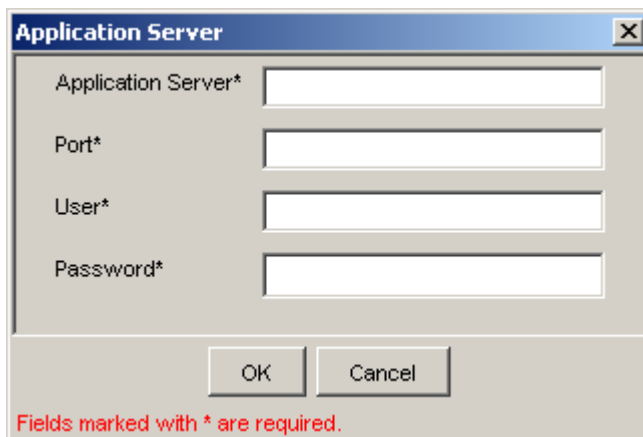 Application Server
Application Server*
Port*
User*
Password*
OK Cancel
Fields marked with * are required.